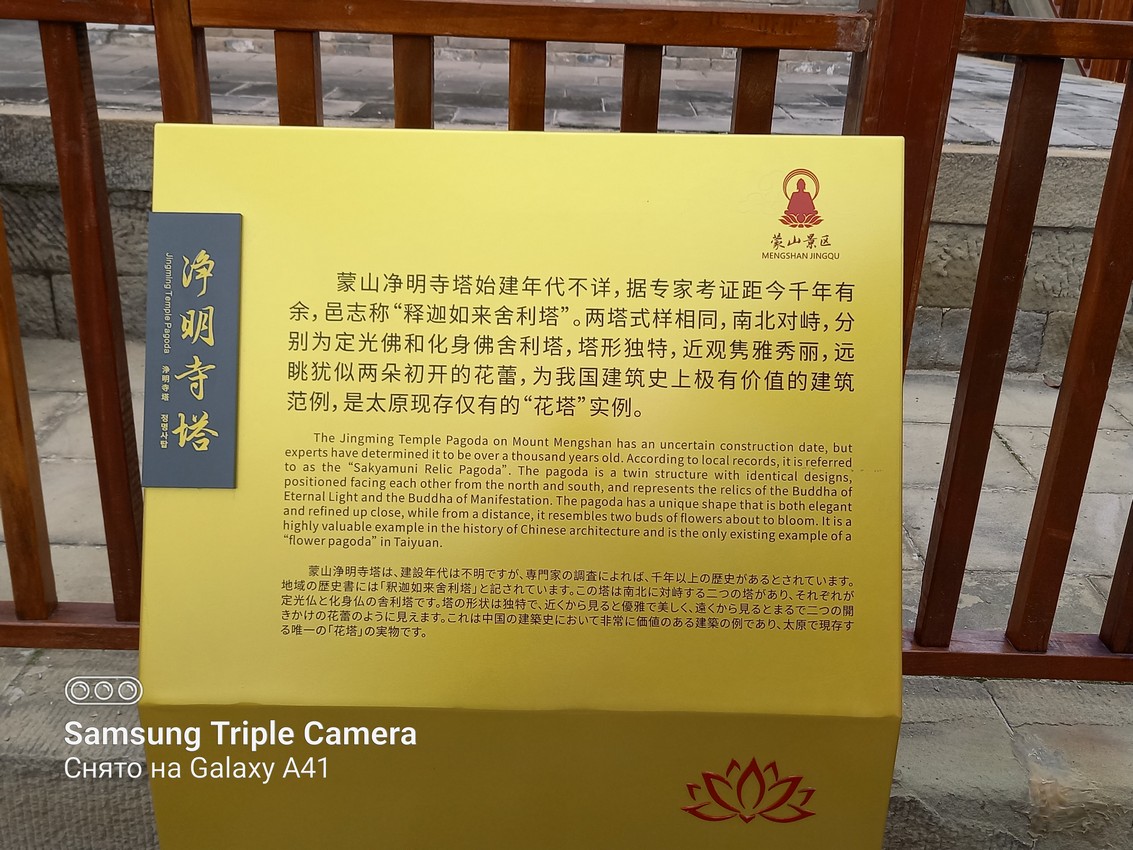 蒙山景区
MENGSHAN JINGQU
净明寺塔
Jingming Temple Pagoda
浄明寺塔
정명사탑
蒙山净明寺塔始建年代不详，据专家考证距今千年有
余，邑志称“释迦如来舍利塔”。两塔式样相同，南北对峙，分
别为定光佛和化身佛舍利塔，塔形独特，近观隽雅秀丽，远
眺犹似两朵初开的花蕾，为我国建筑史上极有价值的建筑
范例，是太原现存仅有的“花塔”实例。
The Jingming Temple Pagoda on Mount Mengshan has an uncertain construction date, but
experts have determined it to be over a thousand years old. According to local records, it is referred
to as the “Sakyamuni Relic Pagoda”. The pagoda is a twin structure with identical designs,
positioned facing each other from the north and south, and represents the relics of the Buddha of
Eternal Light and the Buddha of Manifestation. The pagoda has a unique shape that is both elegant
and refined up close, while from a distance, it resembles two buds of flowers about to bloom. It is a
highly valuable example in the history of Chinese architecture and is the only existing example of a
“flower pagoda” in Taiyuan.
蒙山浄明寺塔は、建設年代は不明ですが、専門家の調査によれば、千年以上の歴史があるとされています。
地域の歴史書には「釈迦如来舎利塔」と記されています。この塔は南北に対峙する二つの塔があり、それぞれが
定光仏と化身仏の舎利塔です。塔の形状は独特で、近くから見ると優雅で美しく、遠くから見るとまるで二つの開
きかけの花蕾のように見えます。これは中国の建築史において非常に価値のある建築の例であり、太原で現存す
る唯一の「花塔」の実物です。
Samsung Triple Camera
Снято на Galaxy A41